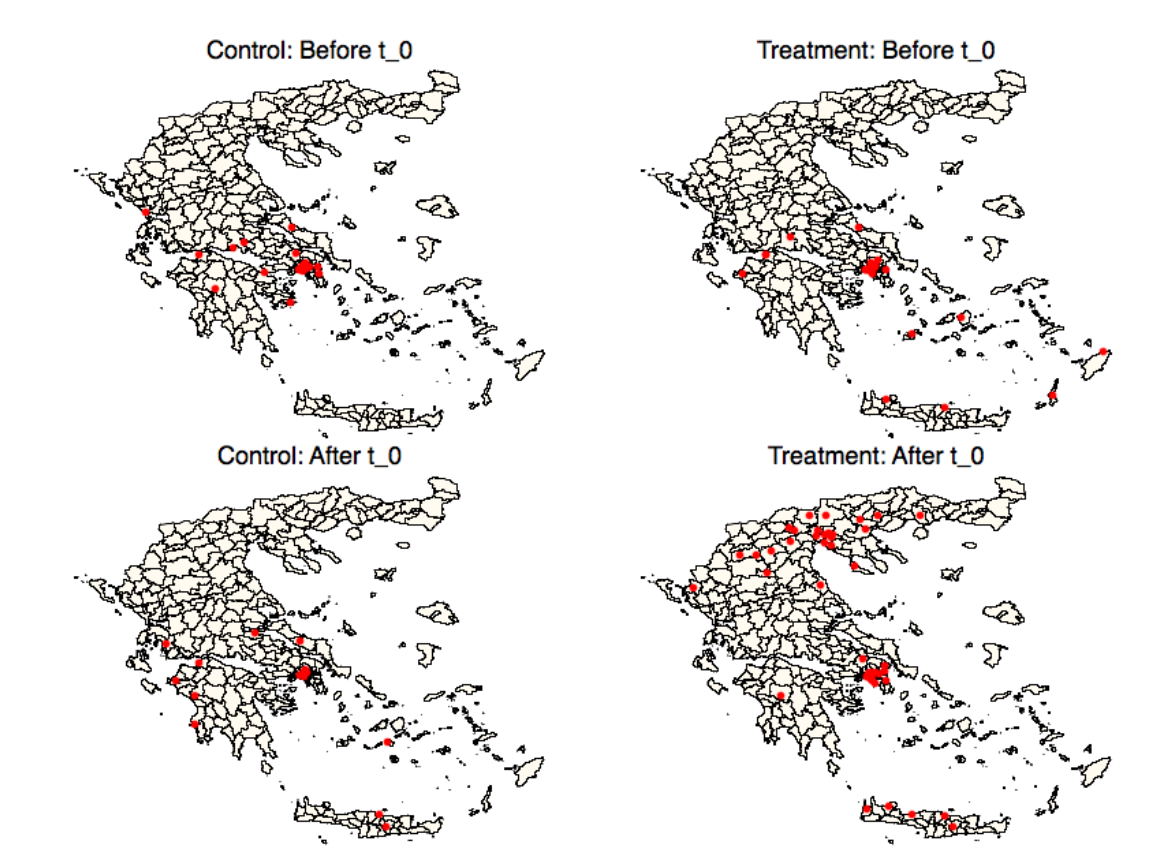 Control: Before t_0
Treatment: Before t_0
Control: After t_0
Treatment: After t_0